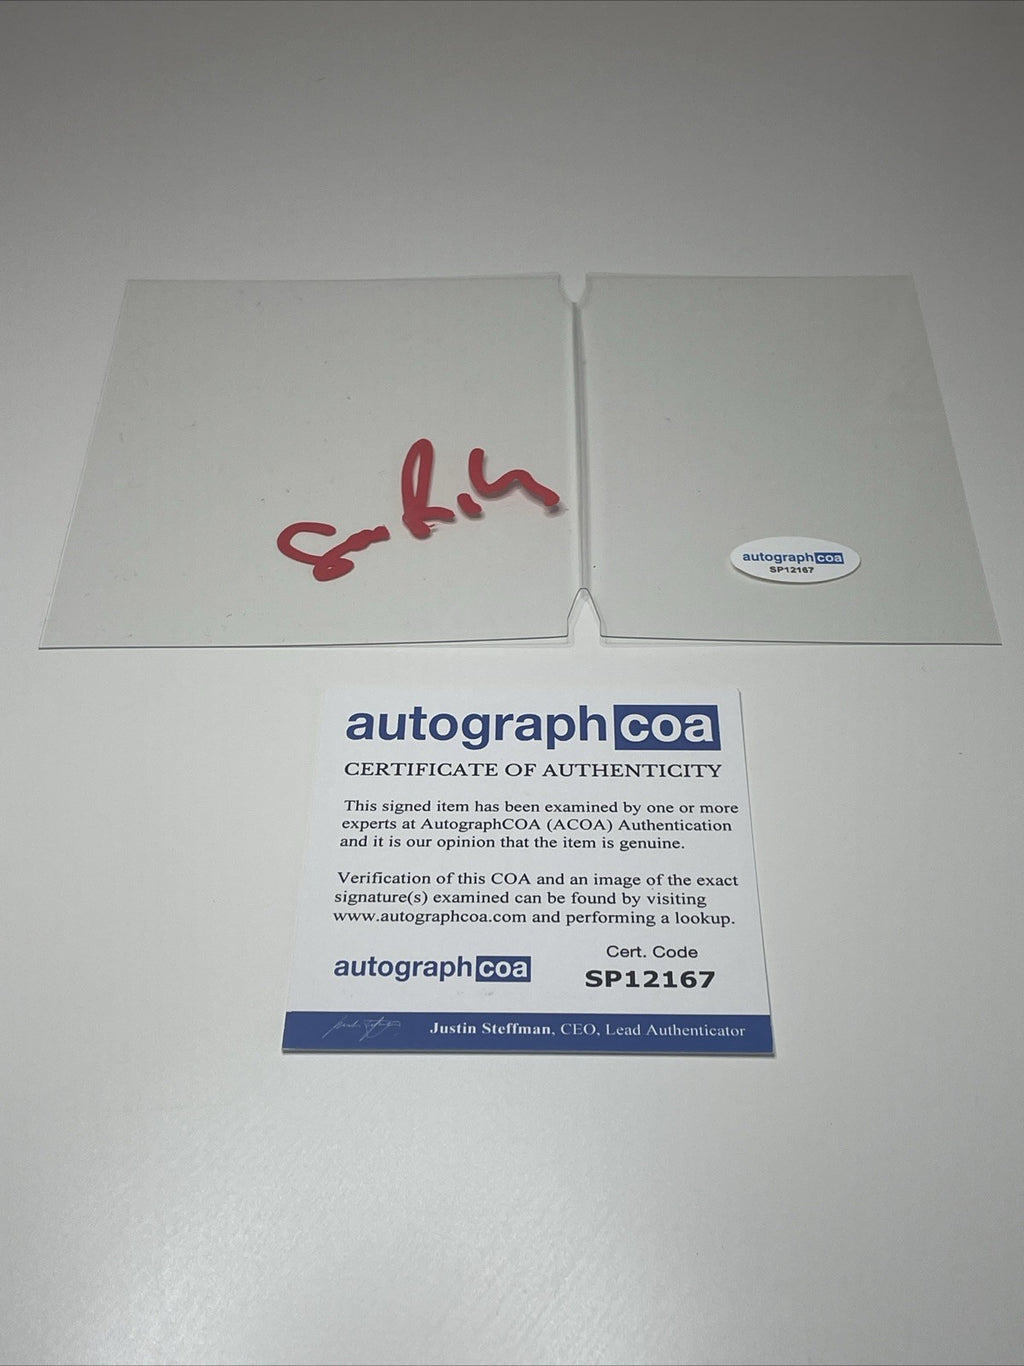 autographcoa
SP12167
autographcoa
CERTIFICATE OF AUTHENTICITY
This signed item has been examined by one or more
experts at AutographCOA (ACOA) Authentication
and it is our opinion that the item is genuine.
Verification of this COA and an image of the exact
signature(s) examined can be found by visiting
www.autographcoa.com and performing a lookup.
autographcoa
Cert. Code
SP12167
Justin Steffman, CEO, Lead Authenticator